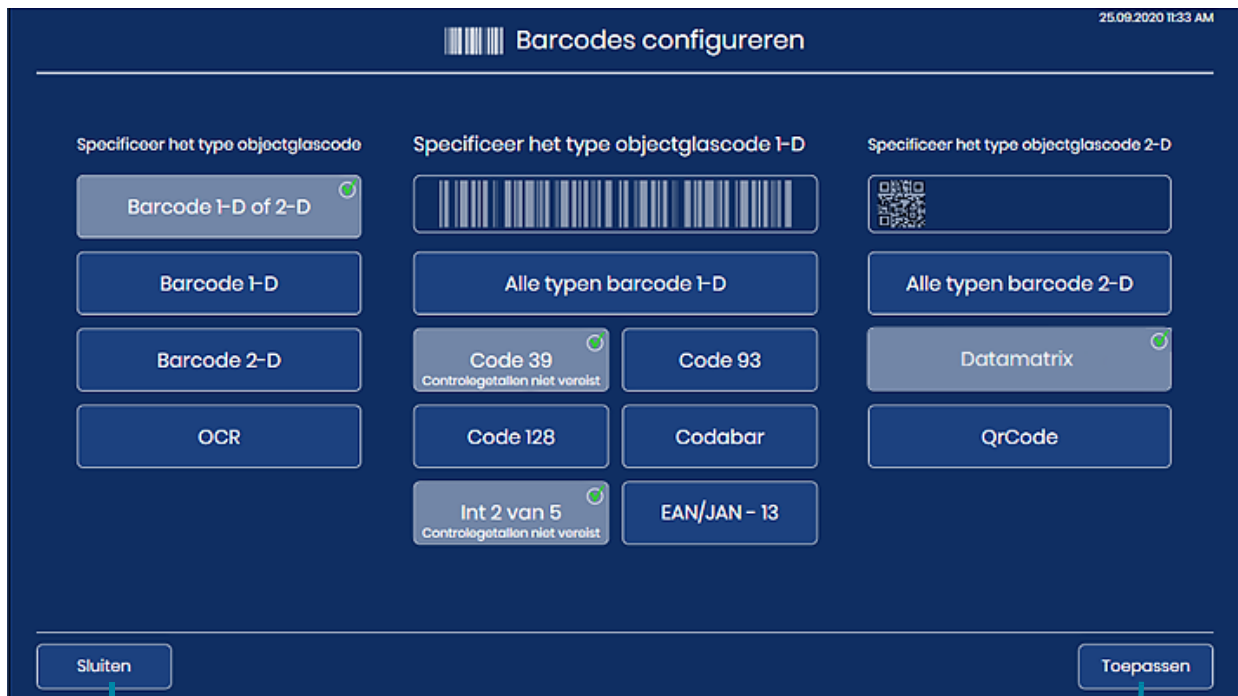 25.09.2020 11:33 AM
Barcodes configureren
Specificeer het type objectglascode
Barcode 1-D of 2-D
Barcode 1-D
Barcode 2-D
OCR
Specificeer het type objectglascode 1-D
Alle typen barcode 1-D
Code 39
Controlegetallen niet vereist
Code 93
Code 128
Codabar
Int 2 van 5
Controlegetallen niet vereist
EAN/JAN - 13
Specificeer het type objectglascode 2-D
Alle typen barcode 2-D
Datamatrix
QrCode
Sluiten
Toepassen